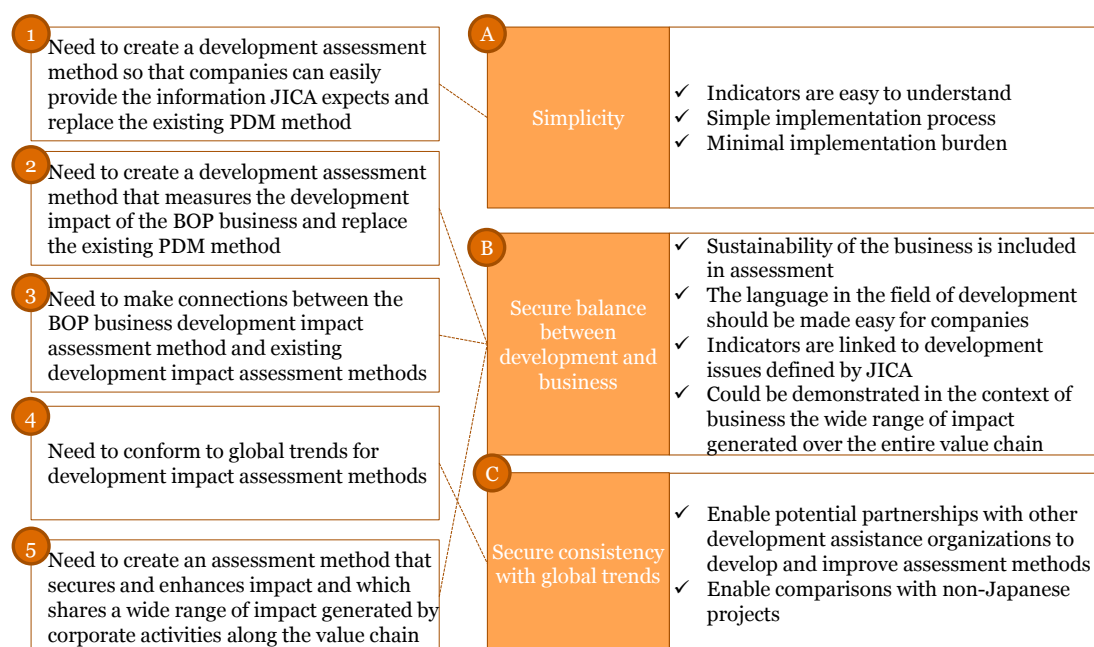 1
Need to create a development assessment
method so that companies can easily
provide the information JICA expects and
replace the existing PDM method
2
Need to create a development assessment
method that measures the development
impact of the BOP business and replace
the existing PDM method
3
Need to make connections between the
BOP business development impact
assessment method and existing
development impact assessment methods
4
Need to conform to global trends for
development impact assessment methods
5
Need to create an assessment method that
secures and enhances impact and which
shares a wide range of impact generated by
corporate activities along the value chain
A
Simplicity
✓ Indicators are easy to understand
✓ Simple implementation process
✓ Minimal implementation burden
B
Secure balance
between
development and
business
✓ Sustainability of the business is included
in assessment
✓ The language in the field of development
should be made easy for companies
✓ Indicators are linked to development
issues defined by JICA
✓ Could be demonstrated in the context of
business the wide range of impact
generated over the entire value chain
C
Secure consistency
with global trends
✓ Enable potential partnerships with other
development assistance organizations to
develop and improve assessment methods
✓ Enable comparisons with non-Japanese
projects